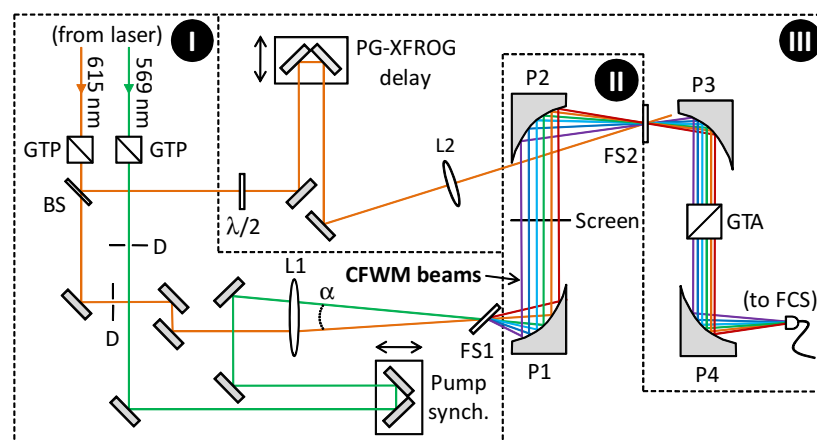 (from laser)
I
615 nm
569 nm
GTP
GTP
BS
λ/2
D
D
L1
α
FS1
Pump
synch.
PG-XFROG
delay
L2
CFWM beams
II
P2
Screen
P1
FS2
III
P3
GTA
(to FCS)
P4